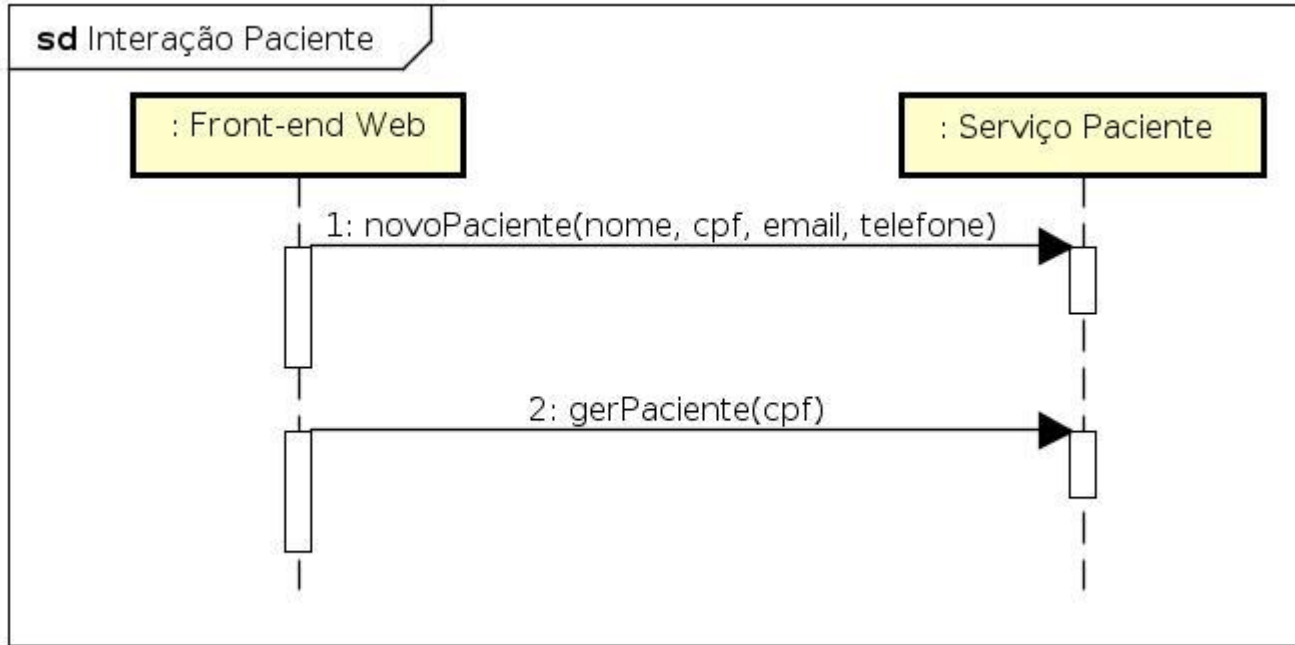 sd Interação Paciente
: Front-end Web
: Serviço Paciente
1: novoPaciente(nome, cpf, email, telefone)
2: gerPaciente(cpf)